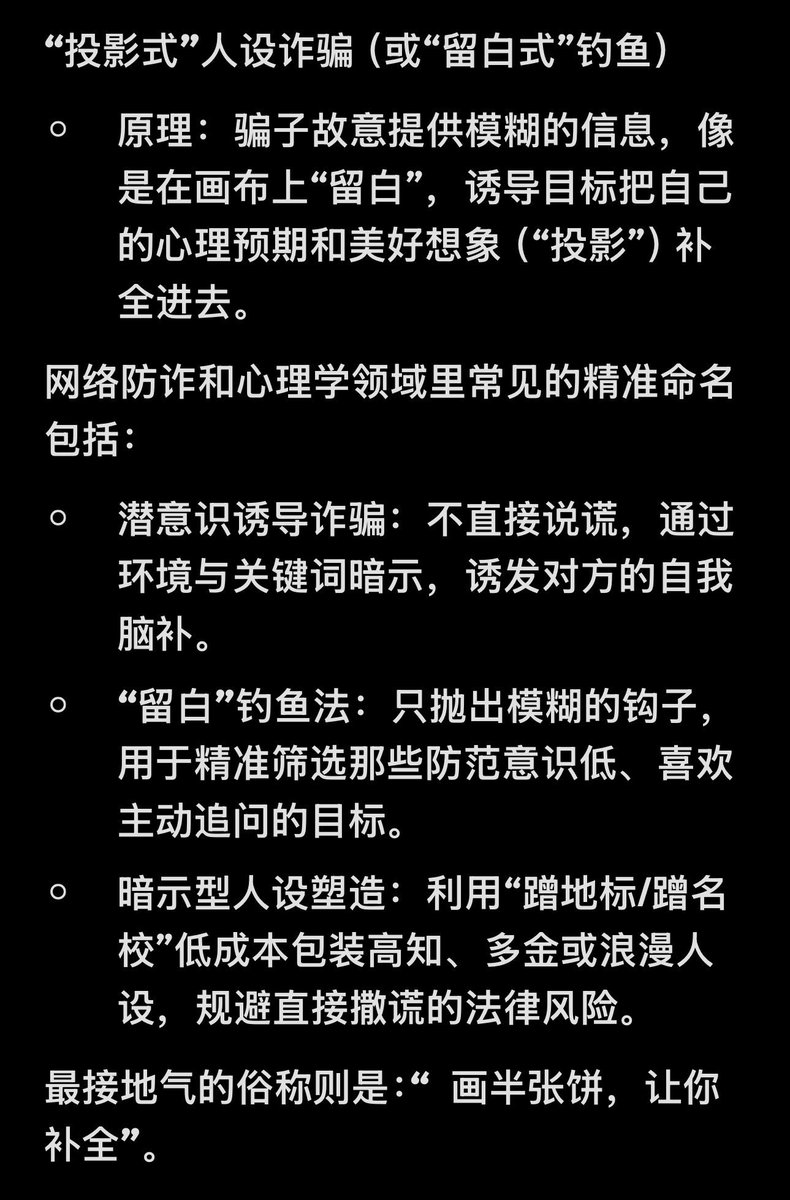 “投影式”人设诈骗（或“留白式”钓鱼）
原理：骗子故意提供模糊的信息，像
是在画布上“留白”，诱导目标把自己
的心理预期和美好想象（“投影”）补
全进去。
网络防诈和心理学领域里常见的精准命名
包括：
潜意识诱导诈骗：不直接说谎，通过
环境与关键词暗示，诱发对方的自我
脑补。
“留白”钓鱼法：只抛出模糊的钩子，
用于精准筛选那些防范意识低、喜欢
主动追问的目标。
暗示型人设塑造：利用“蹭地标/蹭名
校”低成本包装高知、多金或浪漫人
设，规避直接撒谎的法律风险。
最接地气的俗称则是：“ 画半张饼，让你
补全”。